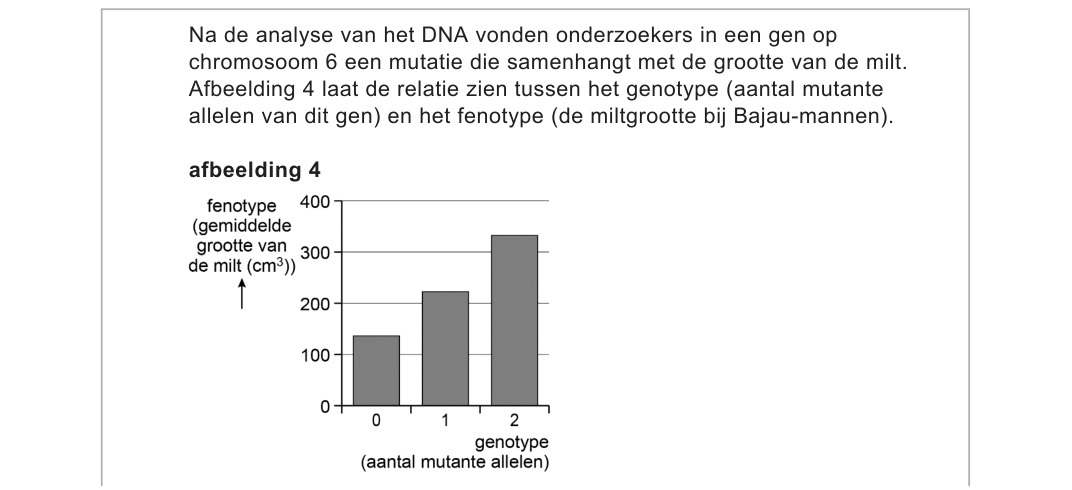 Na de analyse van het DNA vonden onderzoekers in een gen op
chromosoom 6 een mutatie die samenhangt met de grootte van de milt.
Afbeelding 4 laat de relatie zien tussen het genotype (aantal mutante
allelen van dit gen) en het fenotype (de miltgrootte bij Bajau-mannen).
afbeelding 4
fenotype
(gemiddelde
grootte van
de milt (cm³))
400
300
200
100
0
0 1 2
genotype
(aantal mutante allelen)